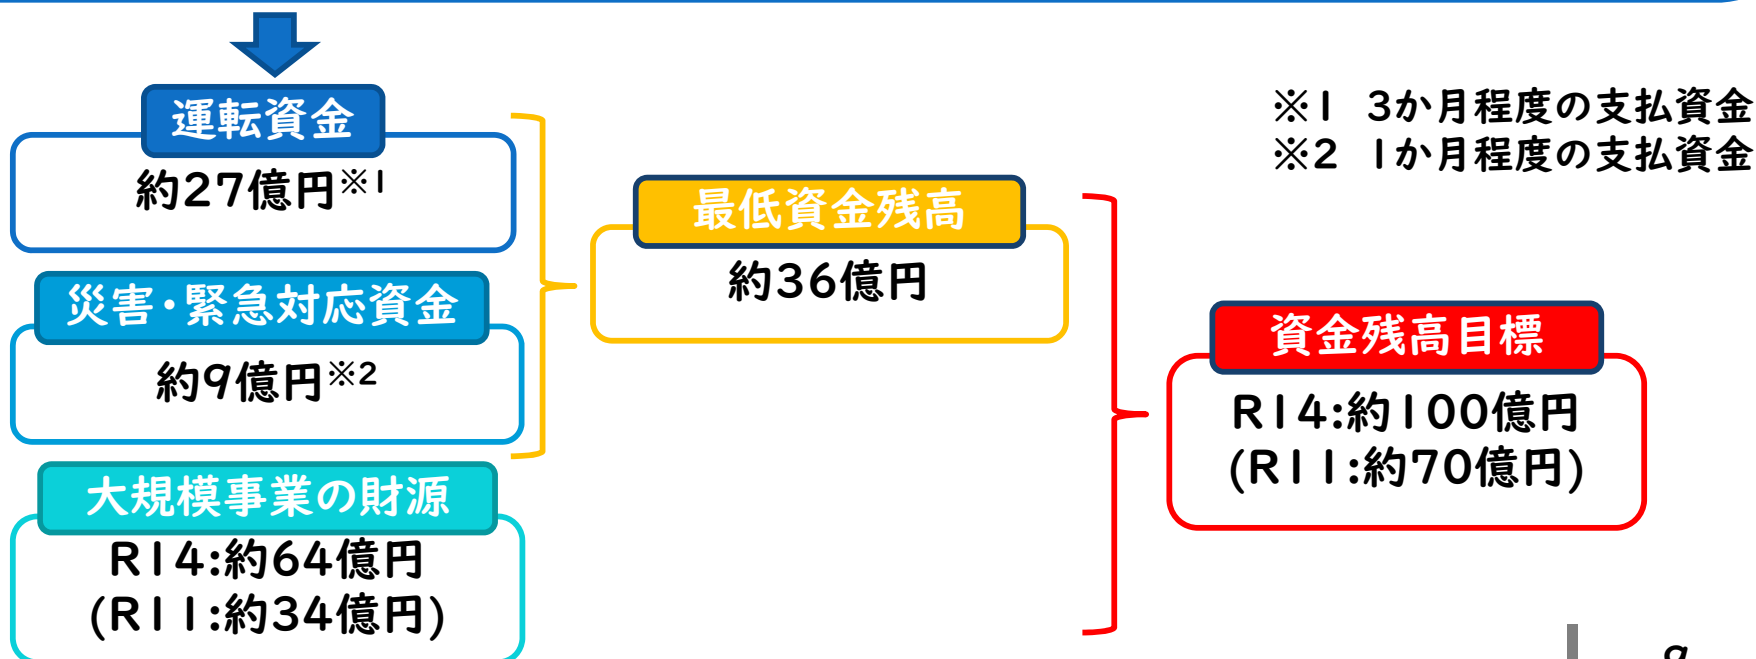 運転資金
約27億円※1
災害・緊急対応資金
約9億円※2
大規模事業の財源
R14:約64億円
(R11:約34億円)
最低資金残高
約36億円
※1 3か月程度の支払資金
※2 1か月程度の支払資金
資金残高目標
R14:約100億円
(R11:約70億円)